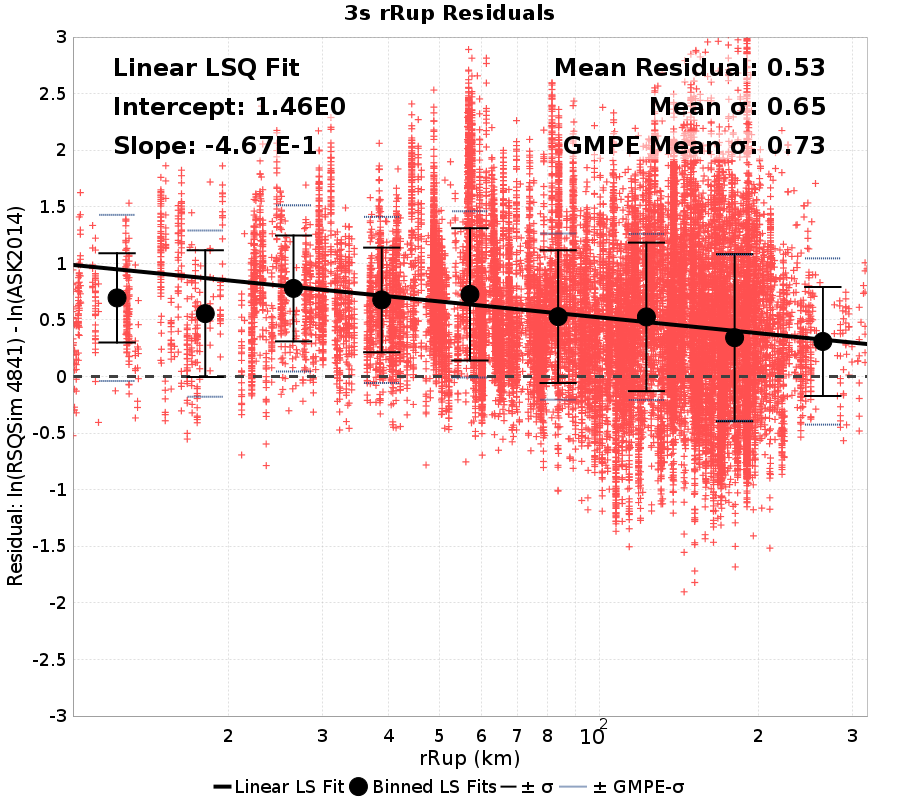 3s rRup Residuals
Linear LSQ Fit
Intercept: 1.46E0
Slope: -4.67E-1
Mean Residual: 0.53
Mean σ: 0.65
GMPE Mean σ: 0.73
Residual: ln(RSQSim 4841) - ln(ASK2014)
3
2.5
2
1.5
1
0.5
0
-0.5
-1
-1.5
-2
-2.5
-3
2 3 4 5 6 7 8 10² 2 3
rRup (km)
Linear LS Fit Binned LS Fits ± σ ± GMPE-σ